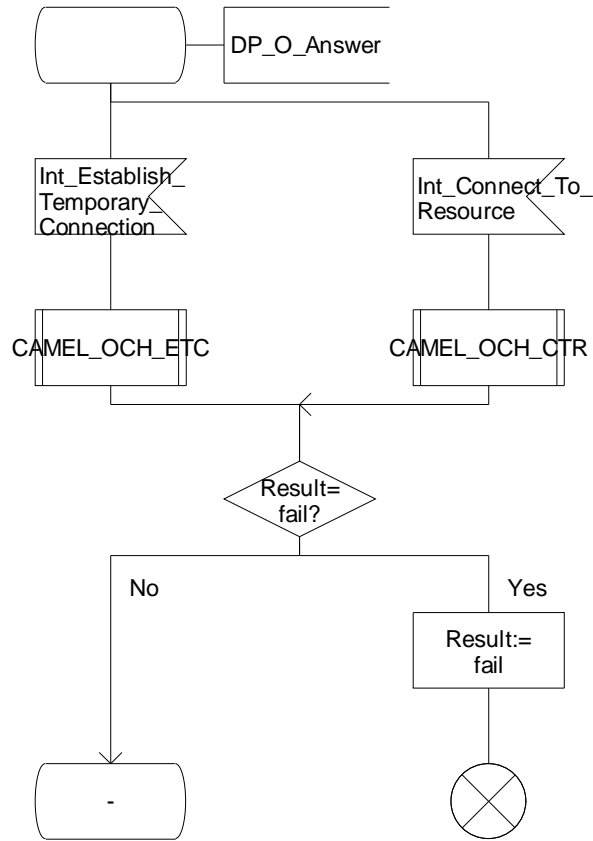 DP_O_Answer
Int_Establish_
Temporary_
Connection
Int_Connect_To_
Resource
CAMEL_OCH_ETC
CAMEL_OCH_CTR
Result=
fail?
No
Yes
Result:=
fail
-